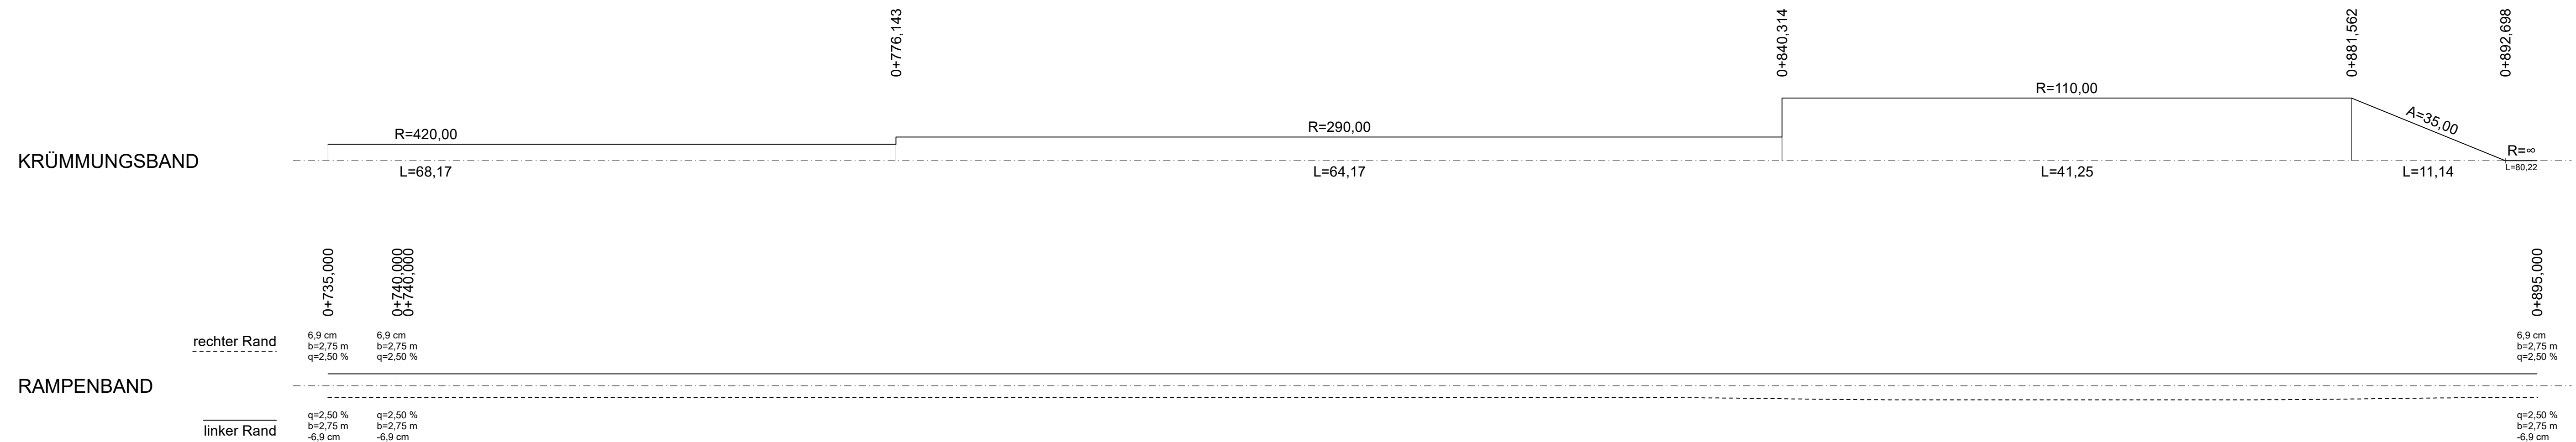 0+776,143
0+840,314
0+881,562
0+892,698
KRÜMMUNGSBAND
R=420,00
R=290,00
R=110,00
A=35,00
R=∞
L=68,17
L=64,17
L=41,25
L=11,14
L=80,22
0+735,000
0+740,000
0+740,000
0+895,000
rechter Rand
6,9 cm
b=2,75 m
q=2,50 %
6,9 cm
b=2,75 m
q=2,50 %
6,9 cm
b=2,75 m
q=2,50 %
RAMPENBAND
linker Rand
q=2,50 %
b=2,75 m
-6,9 cm
q=2,50 %
b=2,75 m
-6,9 cm
q=2,50 %
b=2,75 m
-6,9 cm